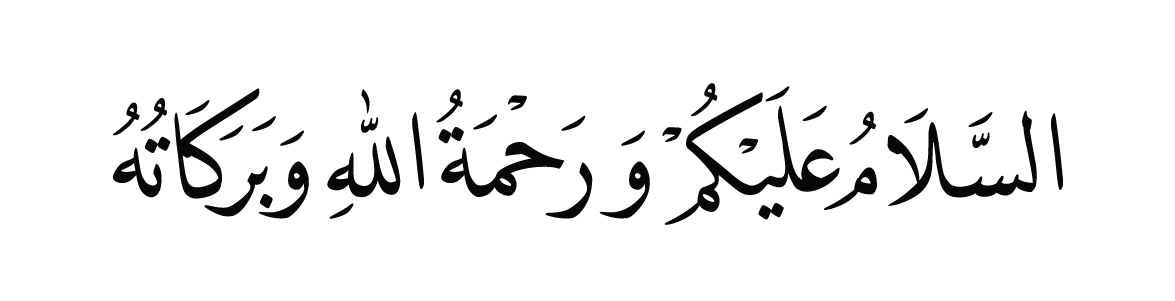 السَّلَامُ عَلَيْكُمْ وَ رَحْمَةُ اللهِ وَبَرَكَاتُهُ